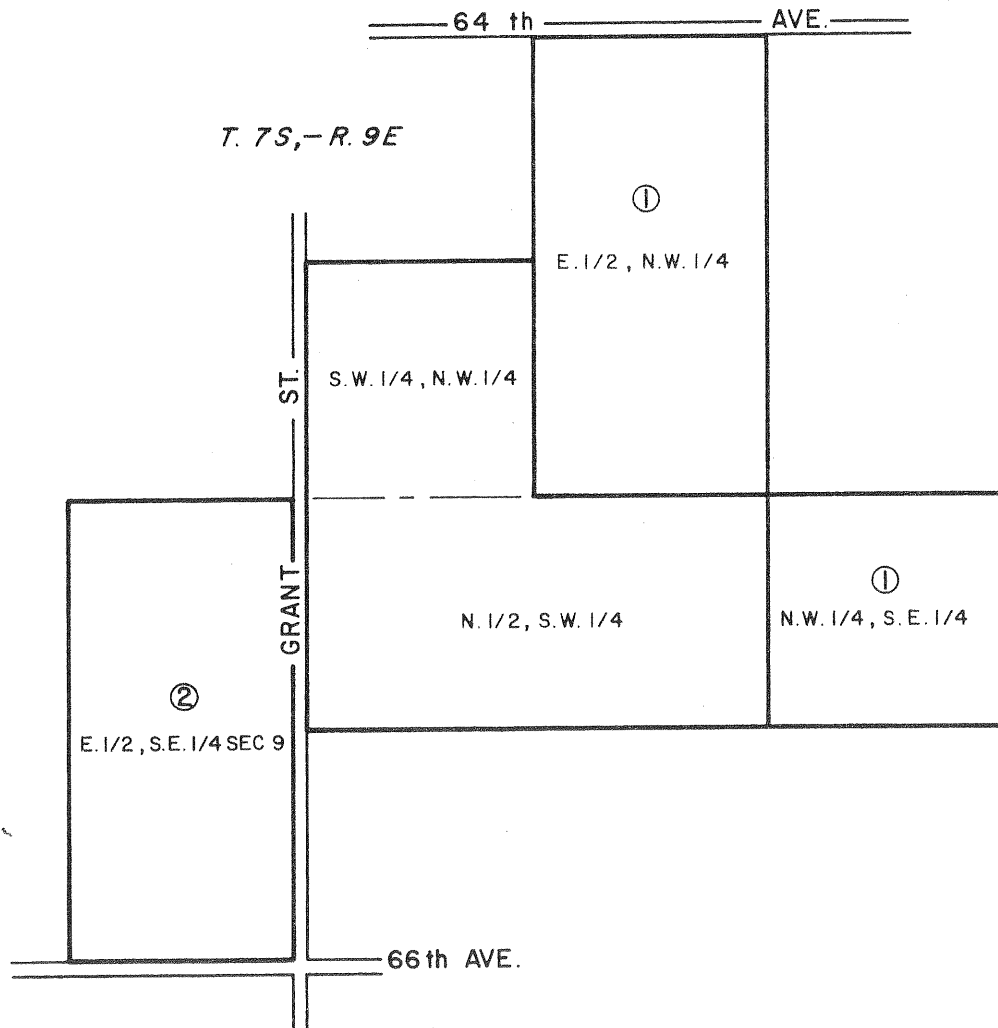 64 th AVE.
T. 7S,- R. 9E
①
E.1/2, N.W.1/4
S.W.1/4, N.W.1/4
GRANT ST.
①
N.1/2, S.W.1/4
N.W.1/4, S.E.1/4
②
E.1/2, S.E.1/4 SEC 9
66th AVE.